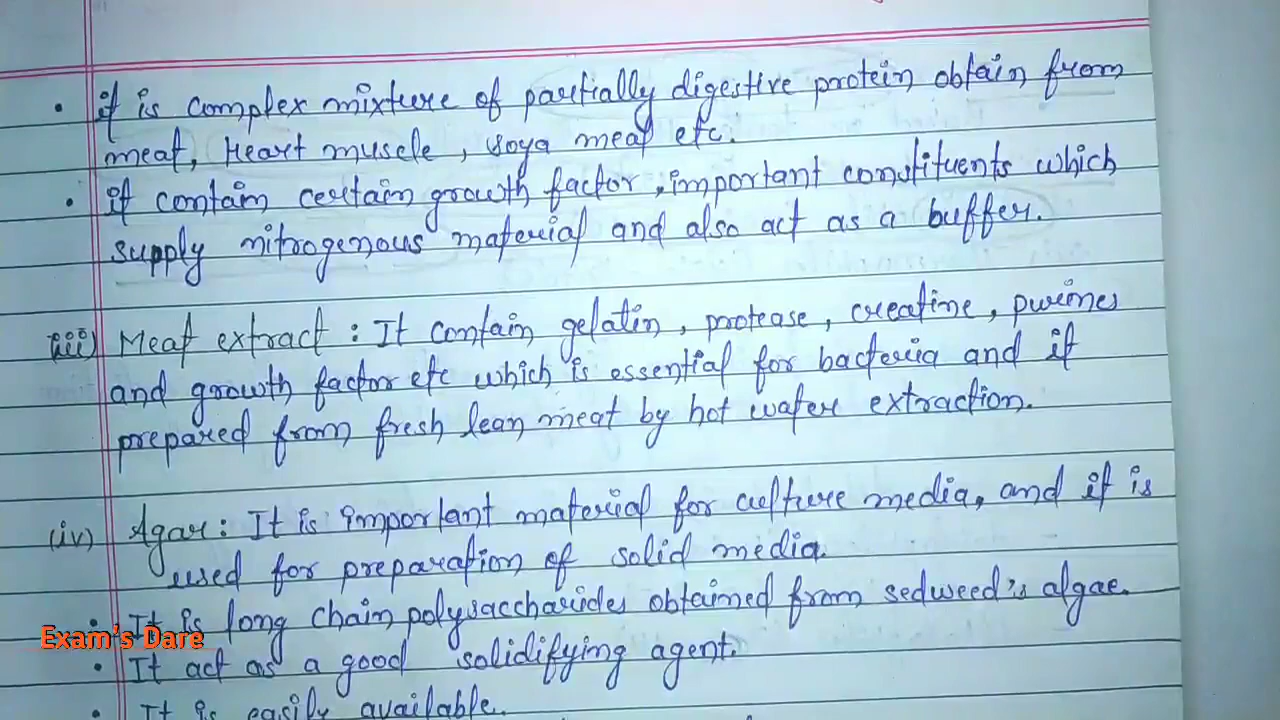 • it is complex mixture of partially digestive protein obtain from
meat, Heart muscle, soya meat etc.
• it contain certain growth factor, important constituents which
supply nitrogenous material and also act as a buffer.
iii) Meat extract : It contain gelatin, protease, creatine, purines
and growth factor etc which is essential for bacteria and it
prepared from fresh lean meat by hot water extraction.
(iv) Agar : It is important material for culture media, and it is
used for preparation of solid media
• It is long chain polysaccharides obtained from sedweed's algae.
Exam's Dare
• It act as a good solidifying agent.
• It is easily available.